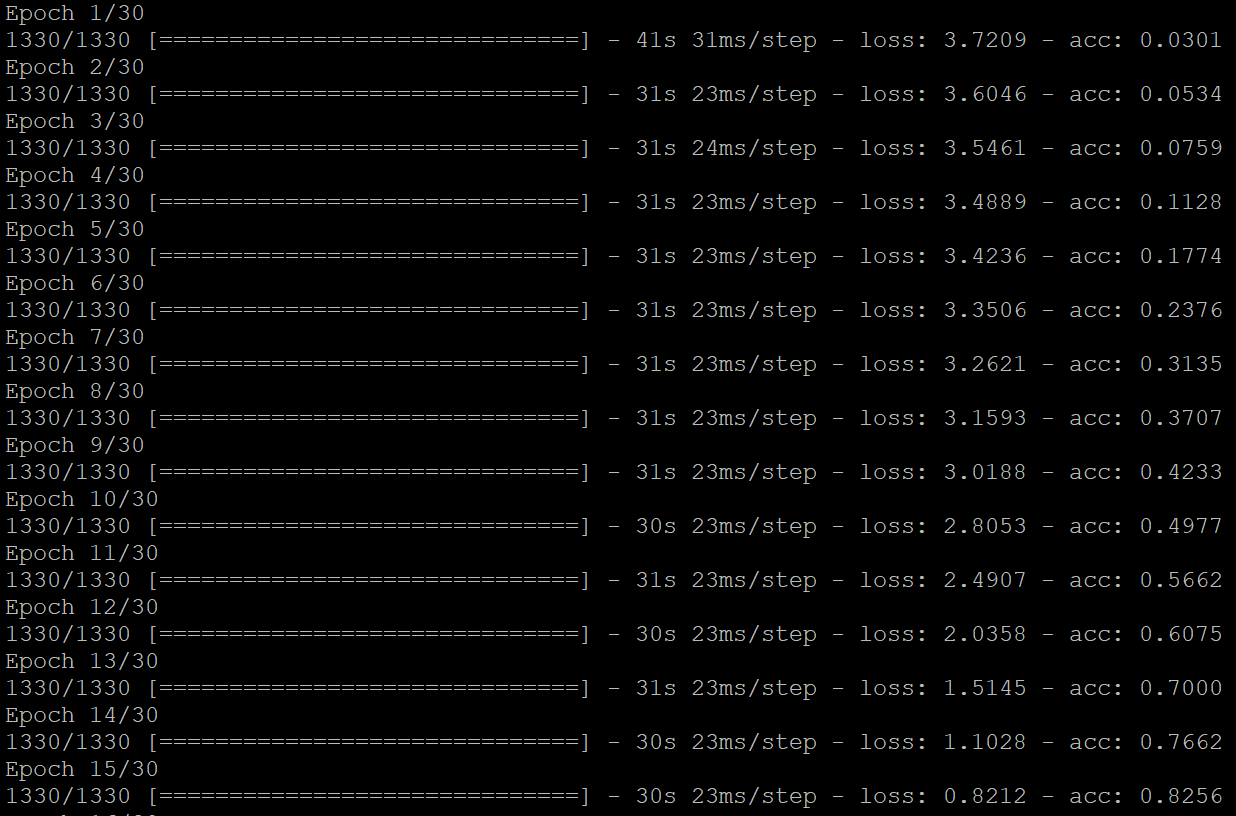 Epoch 1/30
1330/1330 [==============================] - 41s 31ms/step - loss: 3.7209 - acc: 0.0301
Epoch 2/30
1330/1330 [==============================] - 31s 23ms/step - loss: 3.6046 - acc: 0.0534
Epoch 3/30
1330/1330 [==============================] - 31s 24ms/step - loss: 3.5461 - acc: 0.0759
Epoch 4/30
1330/1330 [==============================] - 31s 23ms/step - loss: 3.4889 - acc: 0.1128
Epoch 5/30
1330/1330 [==============================] - 31s 23ms/step - loss: 3.4236 - acc: 0.1774
Epoch 6/30
1330/1330 [==============================] - 31s 23ms/step - loss: 3.3506 - acc: 0.2376
Epoch 7/30
1330/1330 [==============================] - 31s 23ms/step - loss: 3.2621 - acc: 0.3135
Epoch 8/30
1330/1330 [==============================] - 31s 23ms/step - loss: 3.1593 - acc: 0.3707
Epoch 9/30
1330/1330 [==============================] - 31s 23ms/step - loss: 3.0188 - acc: 0.4233
Epoch 10/30
1330/1330 [==============================] - 30s 23ms/step - loss: 2.8053 - acc: 0.4977
Epoch 11/30
1330/1330 [==============================] - 31s 23ms/step - loss: 2.4907 - acc: 0.5662
Epoch 12/30
1330/1330 [==============================] - 30s 23ms/step - loss: 2.0358 - acc: 0.6075
Epoch 13/30
1330/1330 [==============================] - 31s 23ms/step - loss: 1.5145 - acc: 0.7000
Epoch 14/30
1330/1330 [==============================] - 30s 23ms/step - loss: 1.1028 - acc: 0.7662
Epoch 15/30
1330/1330 [==============================] - 30s 23ms/step - loss: 0.8212 - acc: 0.8256